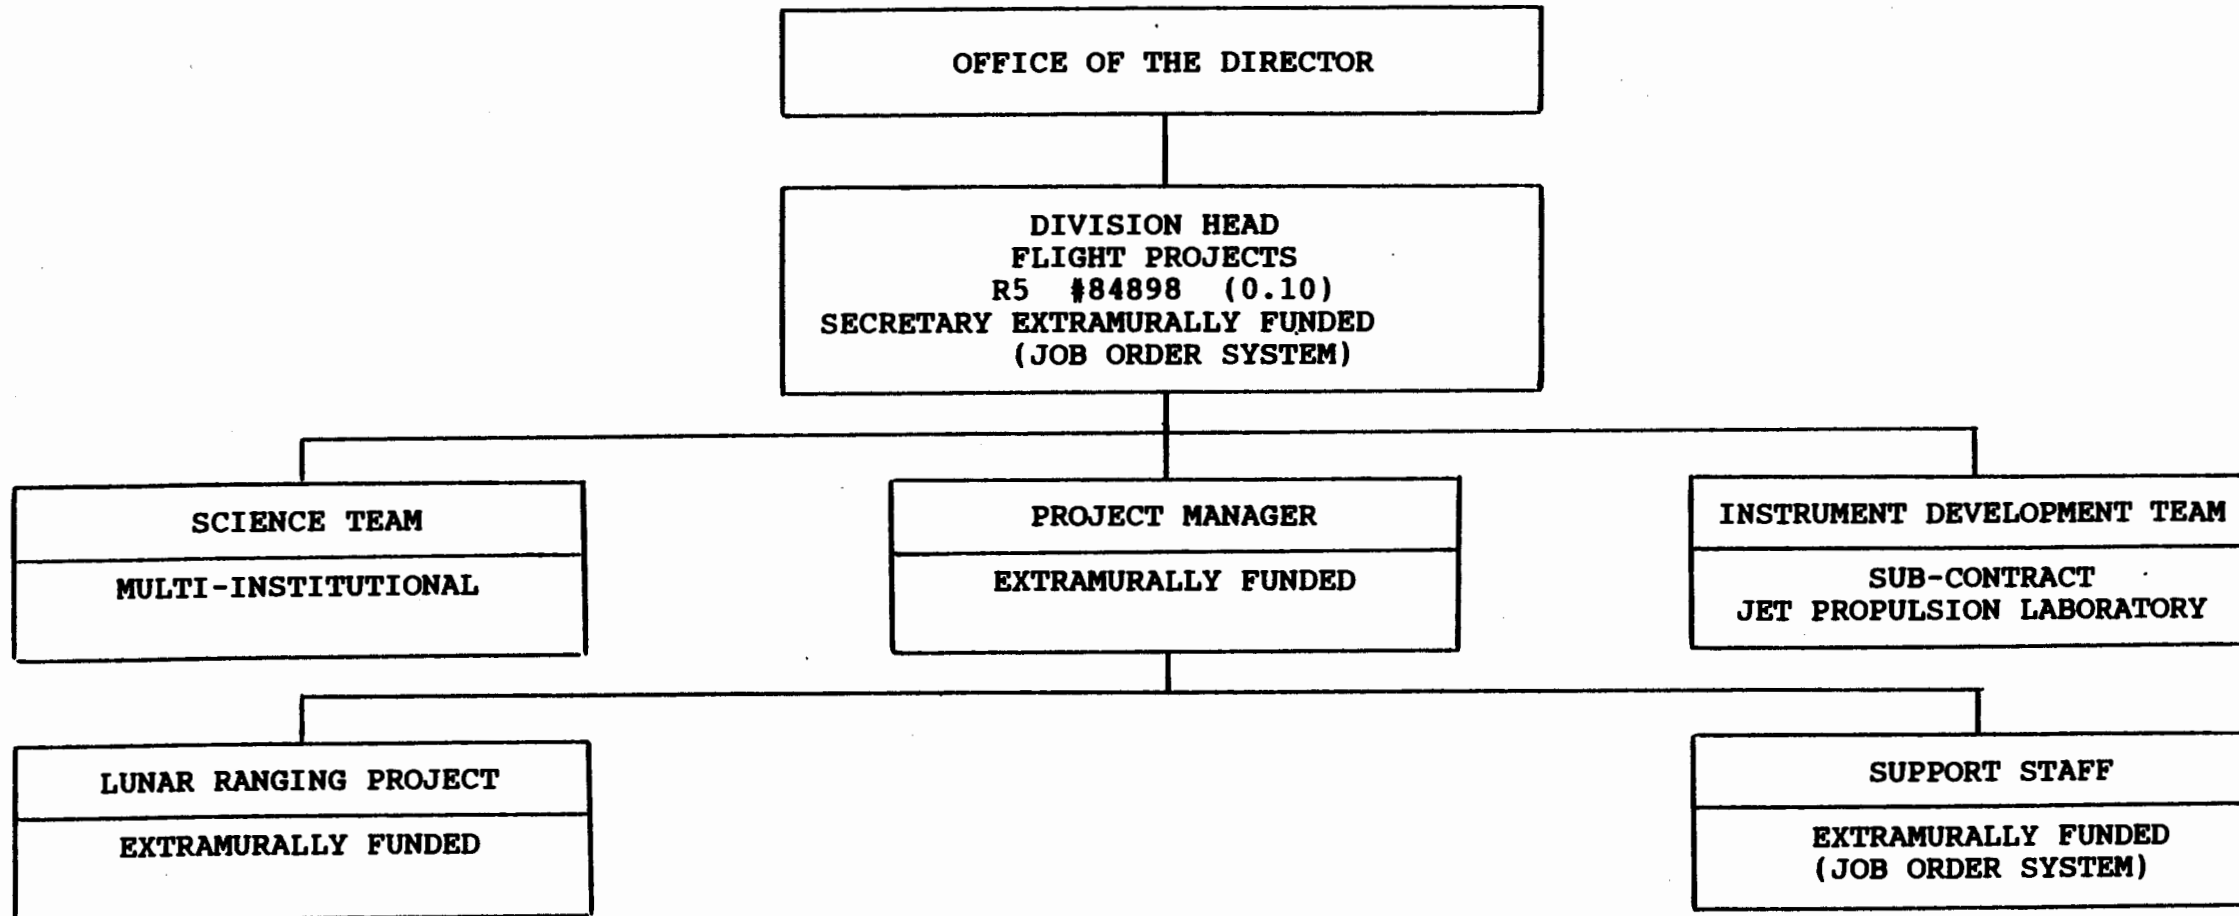 OFFICE OF THE DIRECTOR
DIVISION HEAD
FLIGHT PROJECTS
R5 #84898 (0.10)
SECRETARY EXTRAMURALLY FUNDED
(JOB ORDER SYSTEM)
SCIENCE TEAM
MULTI-INSTITUTIONAL
PROJECT MANAGER
EXTRAMURALLY FUNDED
INSTRUMENT DEVELOPMENT TEAM
SUB-CONTRACT
JET PROPULSION LABORATORY
LUNAR RANGING PROJECT
EXTRAMURALLY FUNDED
SUPPORT STAFF
EXTRAMURALLY FUNDED
(JOB ORDER SYSTEM)